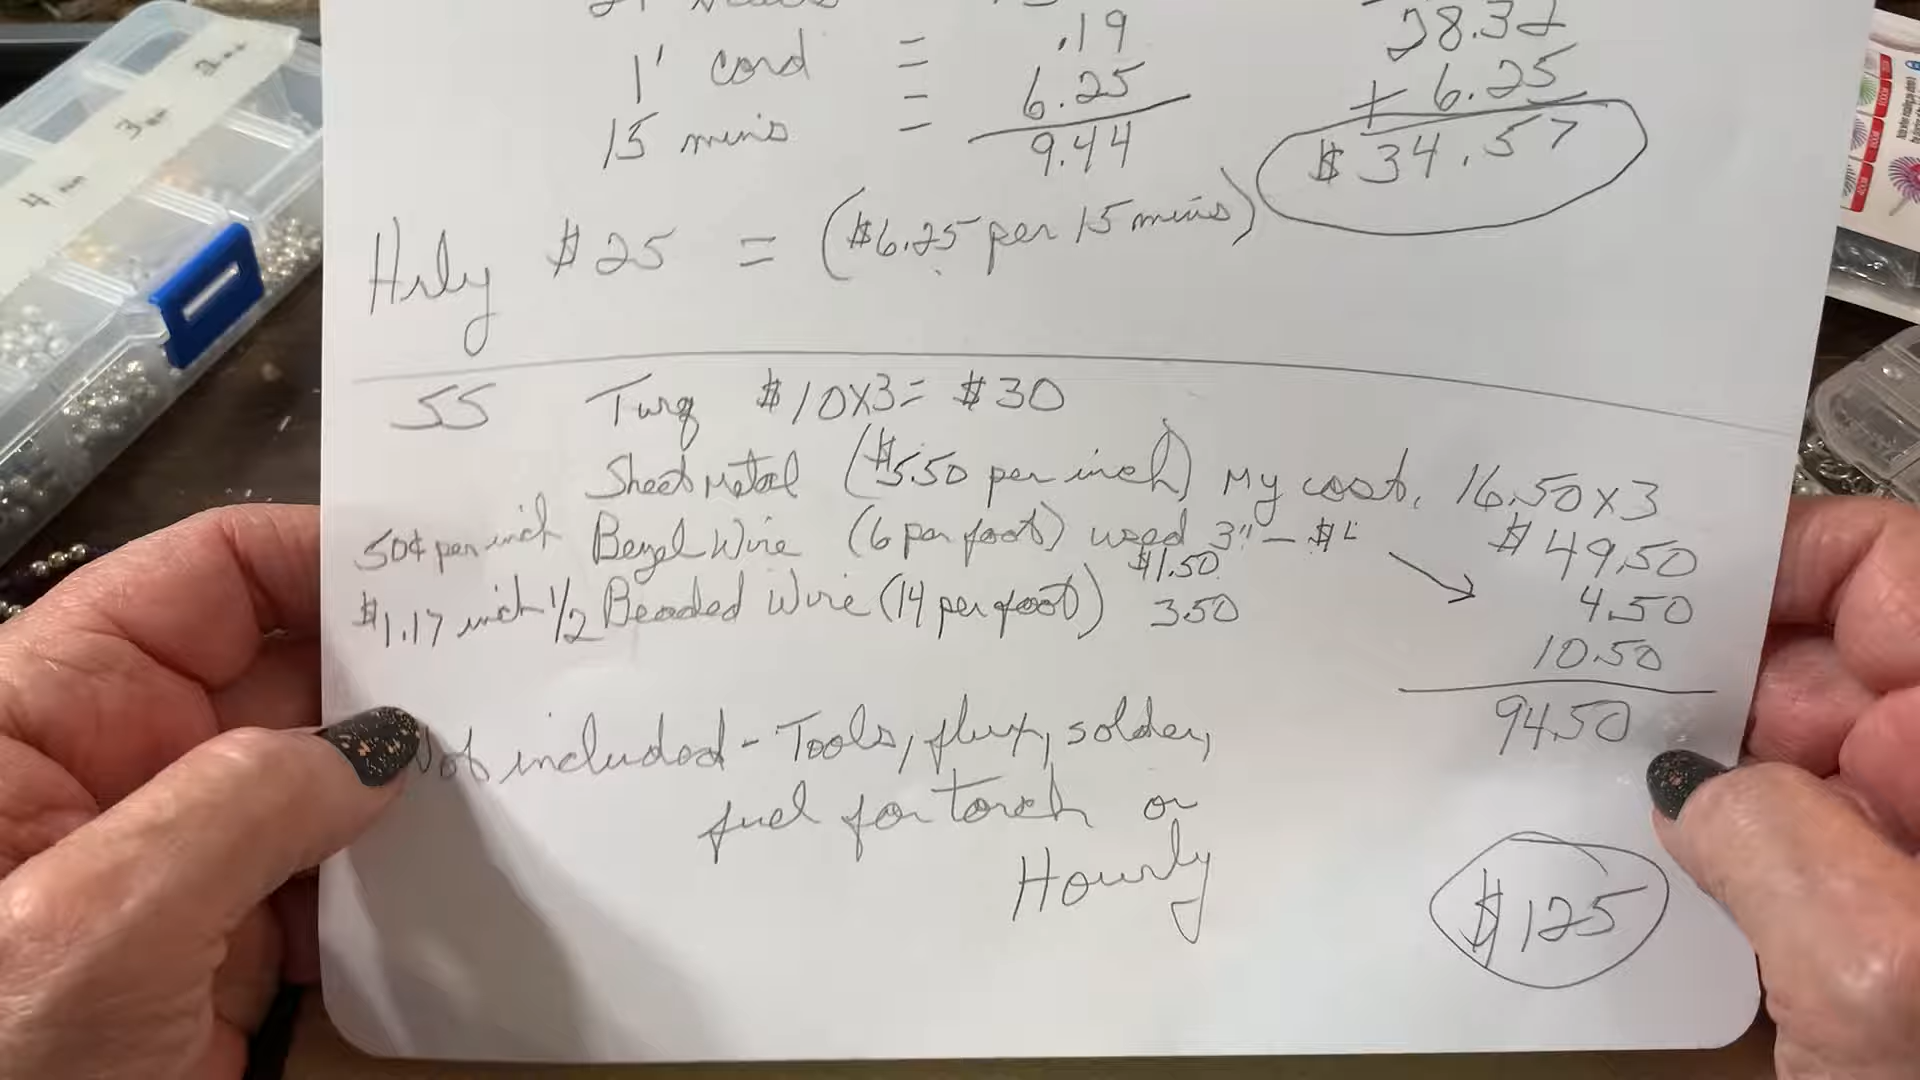 1' cord = .19
15 mins = 6.25
9.44
28.32
+ 6.25
$34.57
Hrly $25 = ($6.25 per 15 mins)
SS Turq $10x3= $30
Sheet Metal ($5.50 per inch) My cost. 16.50x3
$49.50
50¢ per inch Bezel Wire (6 per foot) used 3" – $1.50 4.50
$1.17 inch 1/2 Beaded Wire (14 per foot) 3.50 10.50
94.50
Not included - Tools, flux, solder,
fuel for torch or
Hourly
$125
4 mm
3 mm